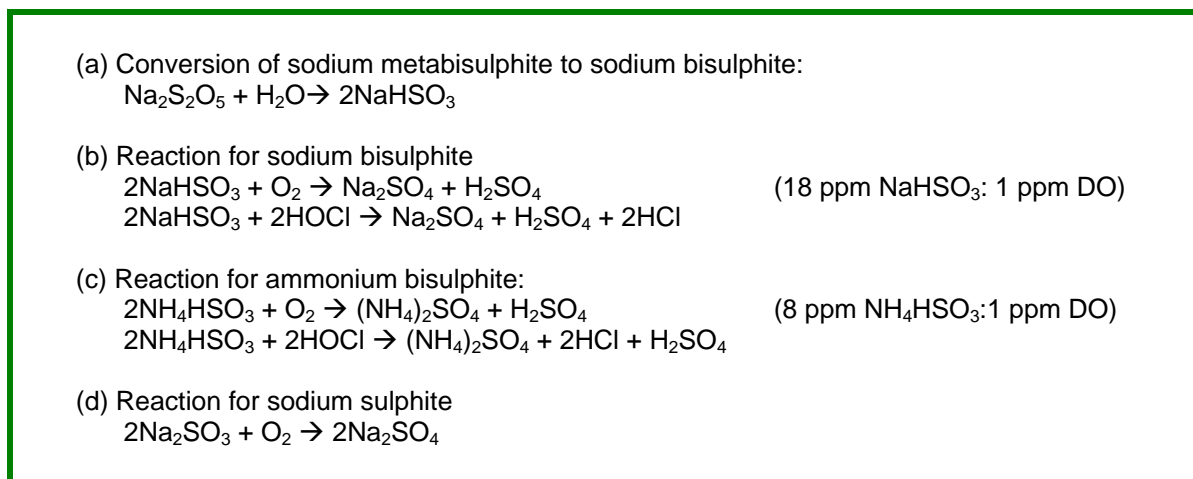 (a) Conversion of sodium metabisulphite to sodium bisulphite:
Na₂S₂O₅ + H₂O→ 2NaHSO₃
(b) Reaction for sodium bisulphite
2NaHSO₃ + O₂ → Na₂SO₄ + H₂SO₄ (18 ppm NaHSO₃: 1 ppm DO)
2NaHSO₃ + 2HOCl → Na₂SO₄ + H₂SO₄ + 2HCl
(c) Reaction for ammonium bisulphite:
2NH₄HSO₃ + O₂ → (NH₄)₂SO₄ + H₂SO₄ (8 ppm NH₄HSO₃:1 ppm DO)
2NH₄HSO₃ + 2HOCl → (NH₄)₂SO₄ + 2HCl + H₂SO₄
(d) Reaction for sodium sulphite
2Na₂SO₃ + O₂ → 2Na₂SO₄